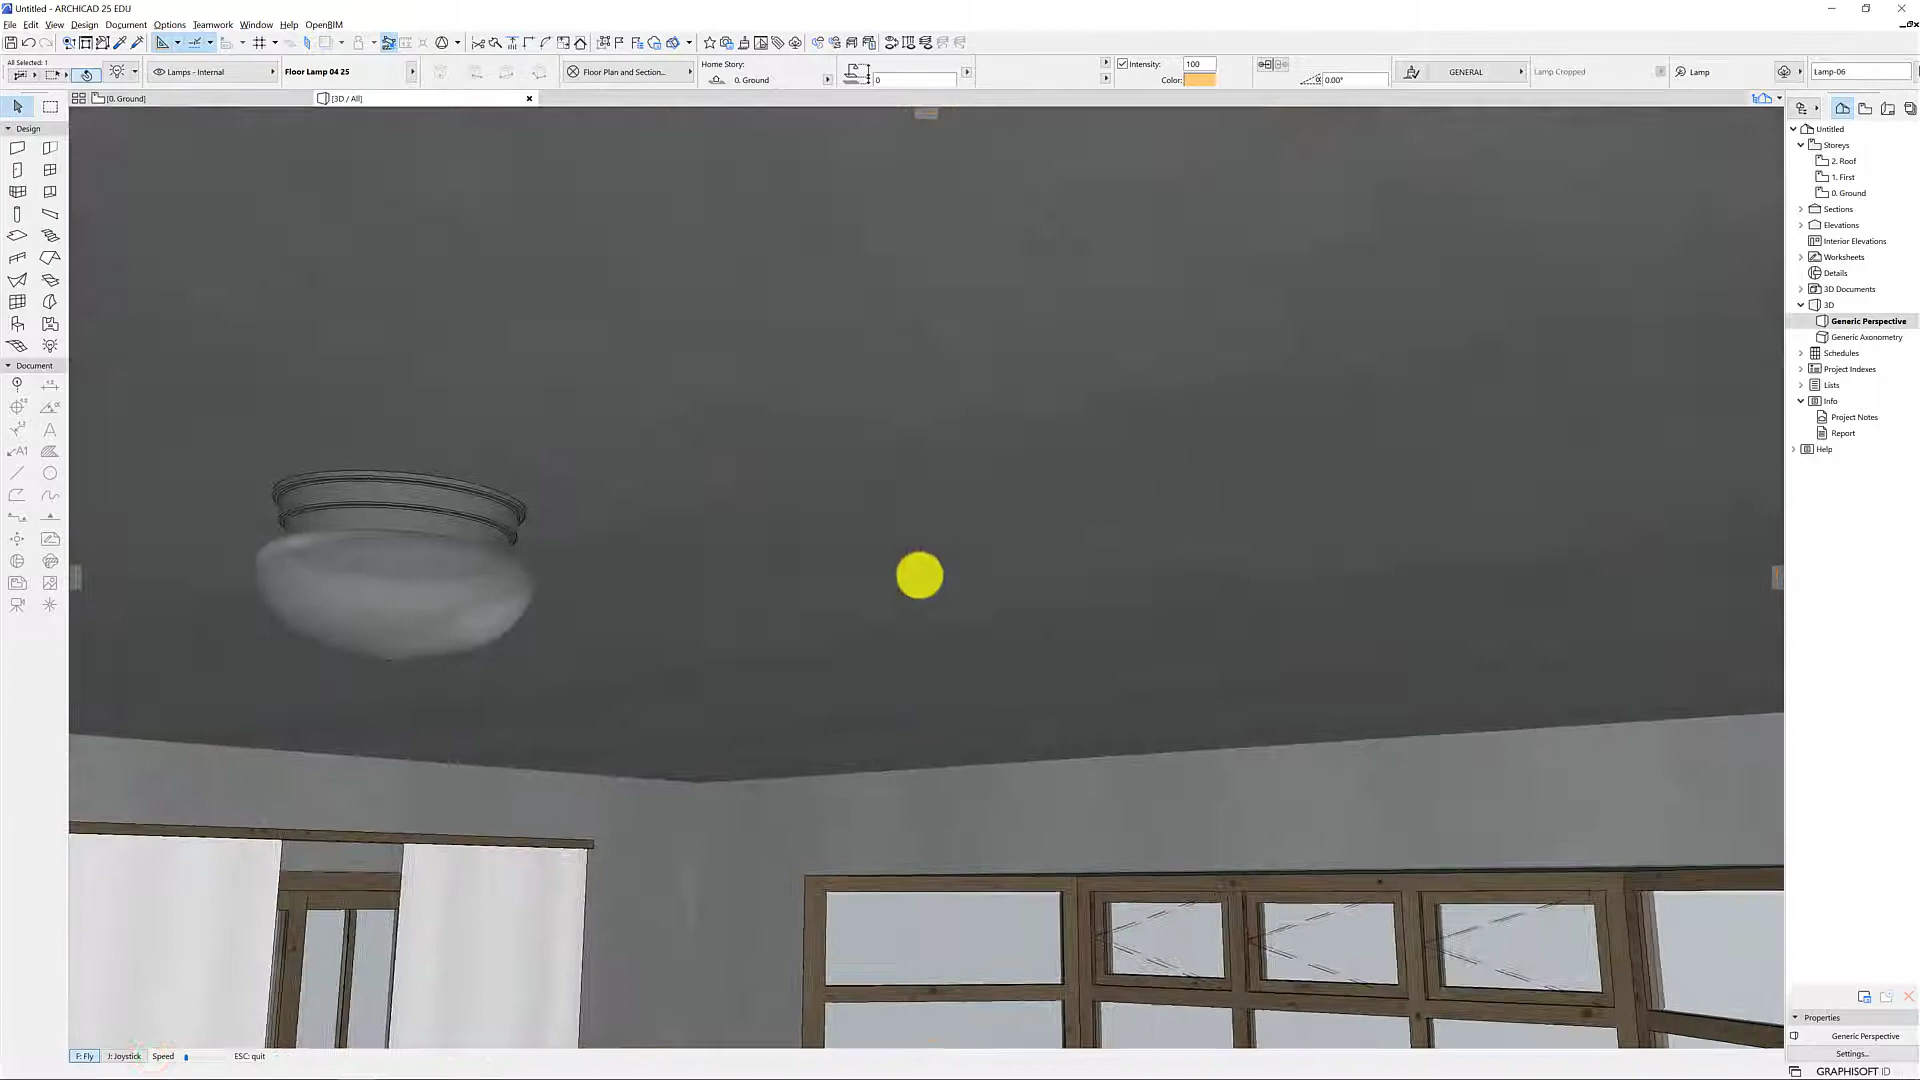 Untitled - ARCHICAD 25 EDU
File Edit View Design Document Options Teamwork Window Help OpenBIM
All Selected: 1
Lamps - Internal
Floor Lamp 04 25
Floor Plan and Section...
Home Story:
0. Ground
0
Intensity: 100
Color:
0.00°
GENERAL
Lamp Cropped
Lamp
Lamp-06
[0. Ground]
[3D / All]
Design
Document
Untitled
Storeys
2. Roof
1. First
0. Ground
Sections
Elevations
Interior Elevations
Worksheets
Details
3D Documents
3D
Generic Perspective
Generic Axonometry
Schedules
Project Indexes
Lists
Info
Project Notes
Report
Help
Properties
Generic Perspective
Settings...
F: Fly J: Joystick Speed ESC: quit
GRAPHISOFT ID